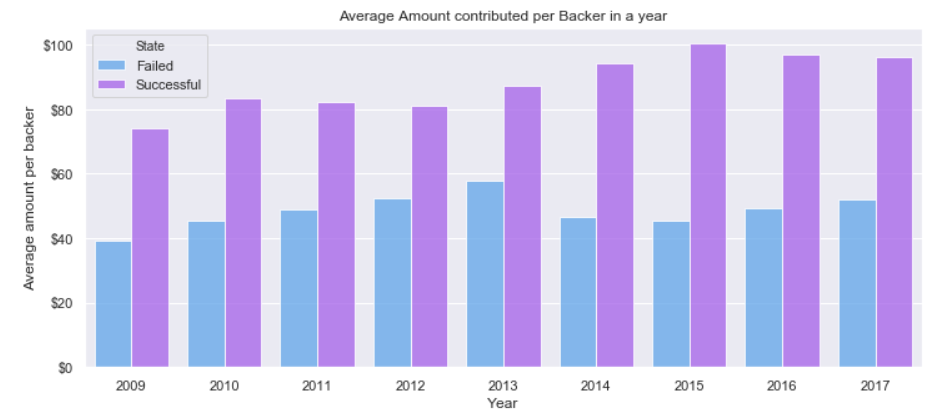 Average Amount contributed per Backer in a year
State
Failed
Successful
Average amount per backer
$100
$80
$60
$40
$20
$0
2009 2010 2011 2012 2013 2014 2015 2016 2017
Year